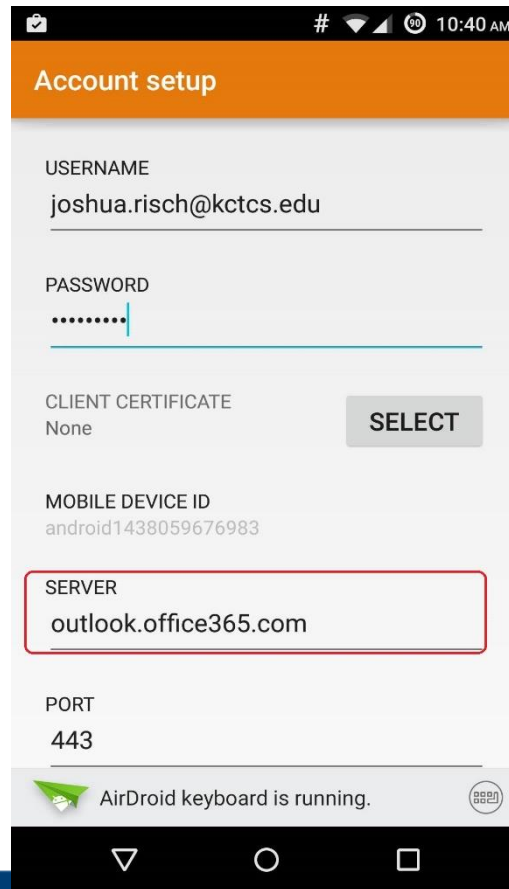 # 90 10:40 AM
Account setup
USERNAME
joshua.risch@kctcs.edu
PASSWORD
•••••••••
CLIENT CERTIFICATE
None
SELECT
MOBILE DEVICE ID
android1438059676983
SERVER
outlook.office365.com
PORT
443
AirDroid keyboard is running.